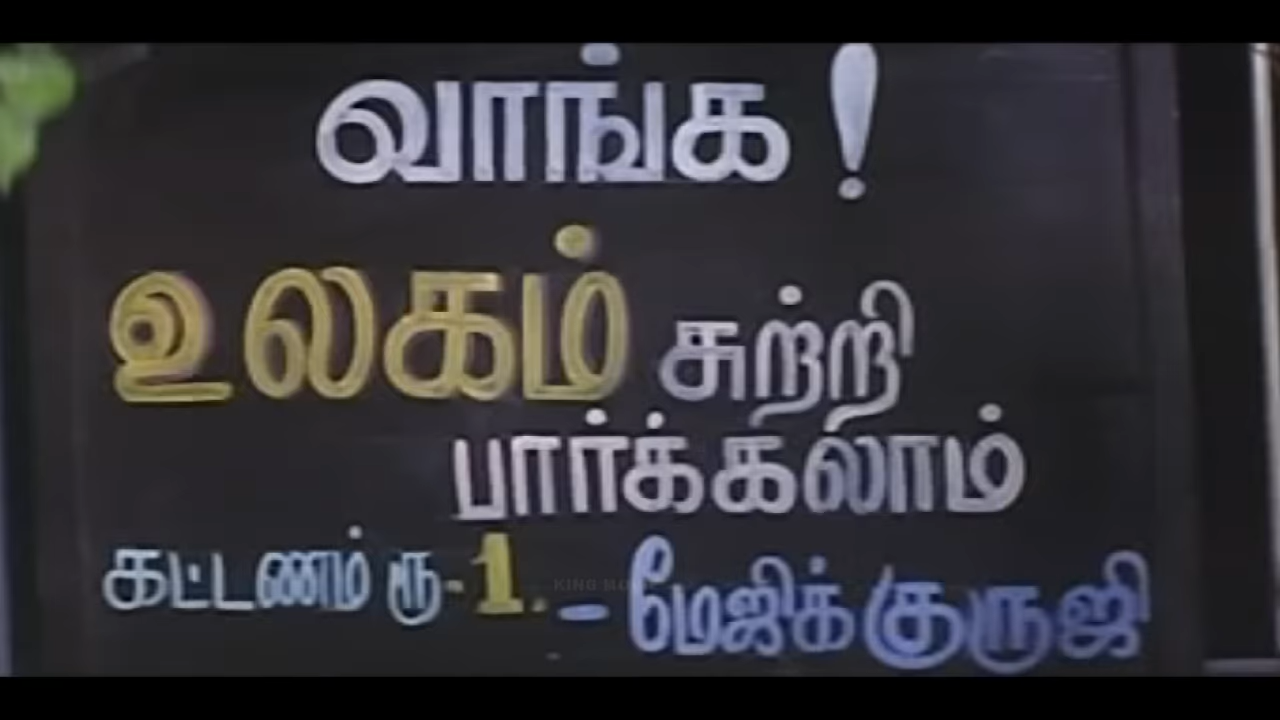 வாங்க !
உலகம் சுற்றி
பார்க்கலாம்
கட்டணம் ரு-1. – மேஜிக் குருஜி